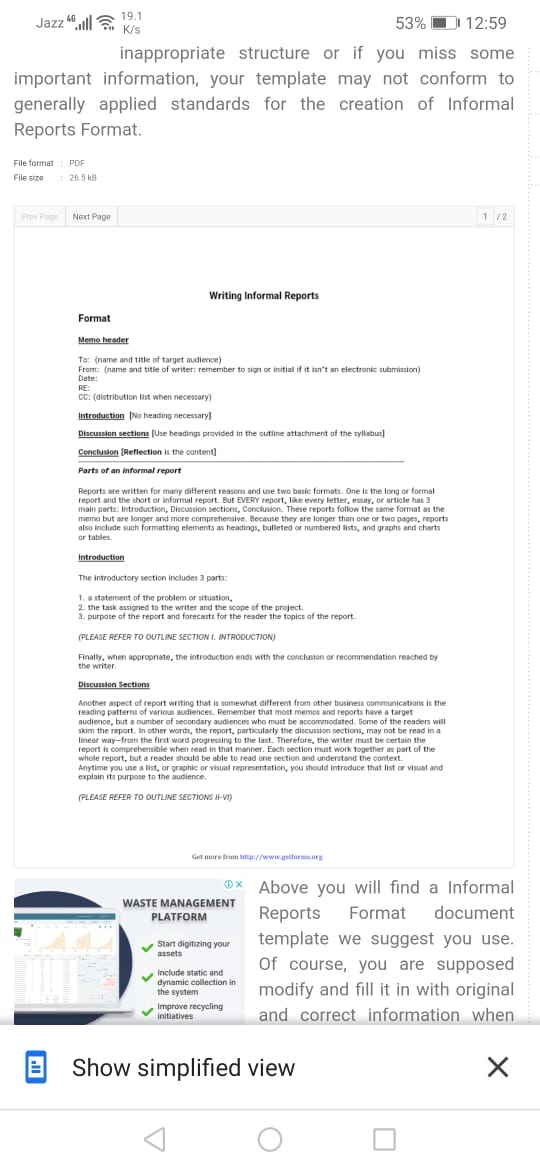 Jazz 4G 19.1 K/s 53% 12:59
inappropriate structure or if you miss some
important information, your template may not conform to
generally applied standards for the creation of Informal
Reports Format.
File format : PDF
File size : 26.5 kB
Prev Page Next Page 1 / 2
Writing Informal Reports
Format
Memo header
To: (name and title of target audience)
From: (name and title of writer: remember to sign or initial if it isn't an electronic submission)
Date:
RE:
CC: (distribution list when necessary)
Introduction [No heading necessary]
Discussion sections [Use headings provided in the outline attachment of the syllabus]
Conclusion [Reflection is the content]
Parts of an informal report
Reports are written for many different reasons and use two basic formats. One is the long or formal
report and the short or informal report. But EVERY report, like every letter, essay, or article has 3
main parts: Introduction, Discussion sections, Conclusion. These reports follow the same format as the
memo but are longer and more comprehensive. Because they are longer than one or two pages, reports
also include such formatting elements as headings, bulleted or numbered lists, and graphs and charts
or tables.
Introduction
The introductory section includes 3 parts:
1. a statement of the problem or situation,
2. the task assigned to the writer and the scope of the project.
3. purpose of the report and forecasts for the reader the topics of the report.
(PLEASE REFER TO OUTLINE SECTION I. INTRODUCTION)
Finally, when appropriate, the introduction ends with the conclusion or recommendation reached by
the writer.
Discussion Sections
Another aspect of report writing that is somewhat different from other business communications is the
reading patterns of various audiences. Remember that most memos and reports have a target
audience, but a number of secondary audiences who must be accommodated. Some of the readers will
skim the report. In other words, the report, particularly the discussion sections, may not be read in a
linear way—from the first word progressing to the last. Therefore, the writer must be certain the
report is comprehensible when read in that manner. Each section must work together as part of the
whole report, but a reader should be able to read one section and understand the context.
Anytime you use a list, or graphic or visual representation, you should introduce that list or visual and
explain its purpose to the audience.
(PLEASE REFER TO OUTLINE SECTIONS II-VI)
Get more from http://www.getforms.org
WASTE MANAGEMENT
PLATFORM
Start digitizing your
assets
Include static and
dynamic collection in
the system
Improve recycling
initiatives
Above you will find a Informal
Reports Format document
template we suggest you use.
Of course, you are supposed
modify and fill it in with original
and correct information when
Show simplified view